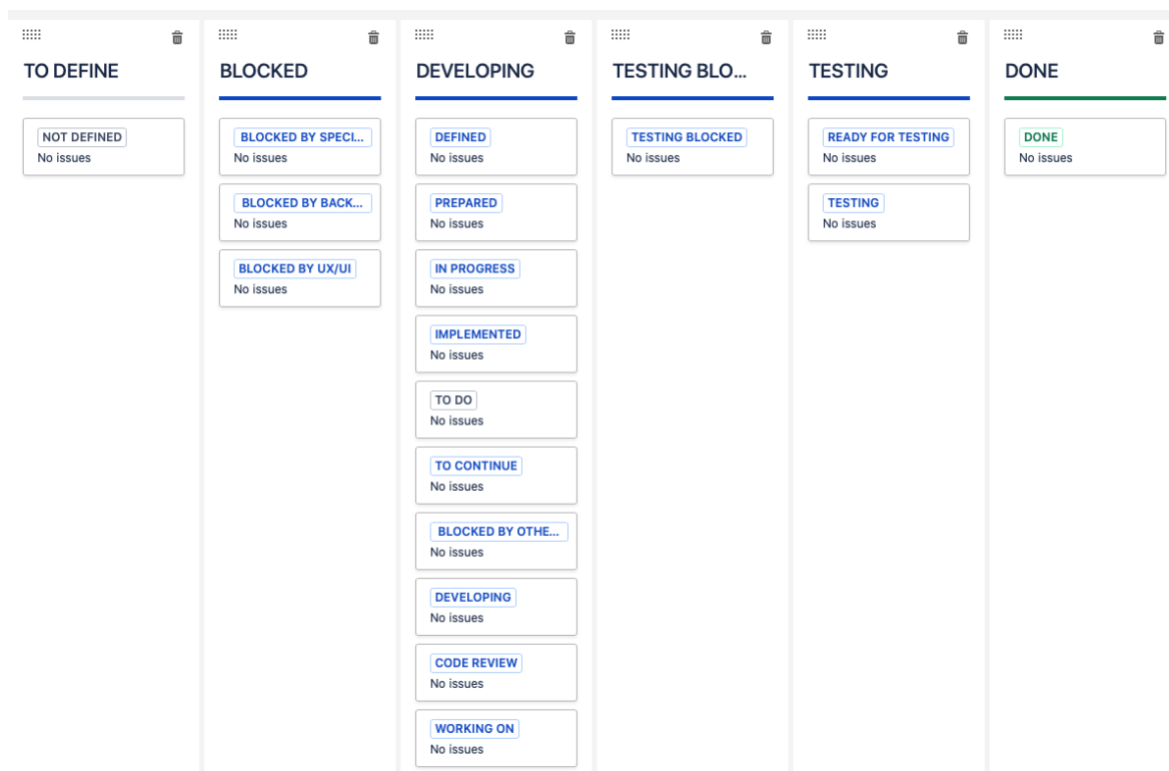 TO DEFINE
NOT DEFINED
No issues
BLOCKED
BLOCKED BY SPECI...
No issues
BLOCKED BY BACK...
No issues
BLOCKED BY UX/UI
No issues
DEVELOPING
DEFINED
No issues
PREPARED
No issues
IN PROGRESS
No issues
IMPLEMENTED
No issues
TO DO
No issues
TO CONTINUE
No issues
BLOCKED BY OTHE...
No issues
DEVELOPING
No issues
CODE REVIEW
No issues
WORKING ON
No issues
TESTING BLO...
TESTING BLOCKED
No issues
TESTING
READY FOR TESTING
No issues
TESTING
No issues
DONE
DONE
No issues